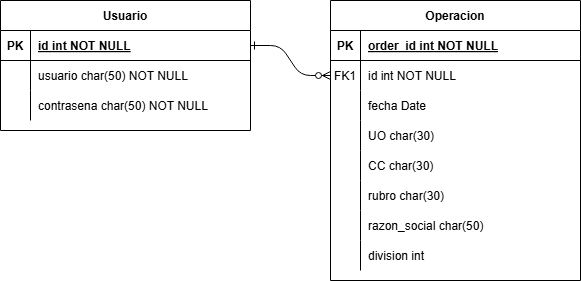 Usuario
PK id int NOT NULL
usuario char(50) NOT NULL
contrasena char(50) NOT NULL
Operacion
PK order_id int NOT NULL
FK1 id int NOT NULL
fecha Date
UO char(30)
CC char(30)
rubro char(30)
razon_social char(50)
division int